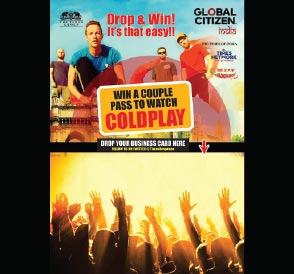 Drop & Win!
It's that easy!!
GLOBAL
CITIZEN
india
THE TIMES OF INDIA
TIMES
NETWORK
WIN A COUPLE
PASS TO WATCH
COLDPLAY
DROP YOUR BUSINESS CARD HERE